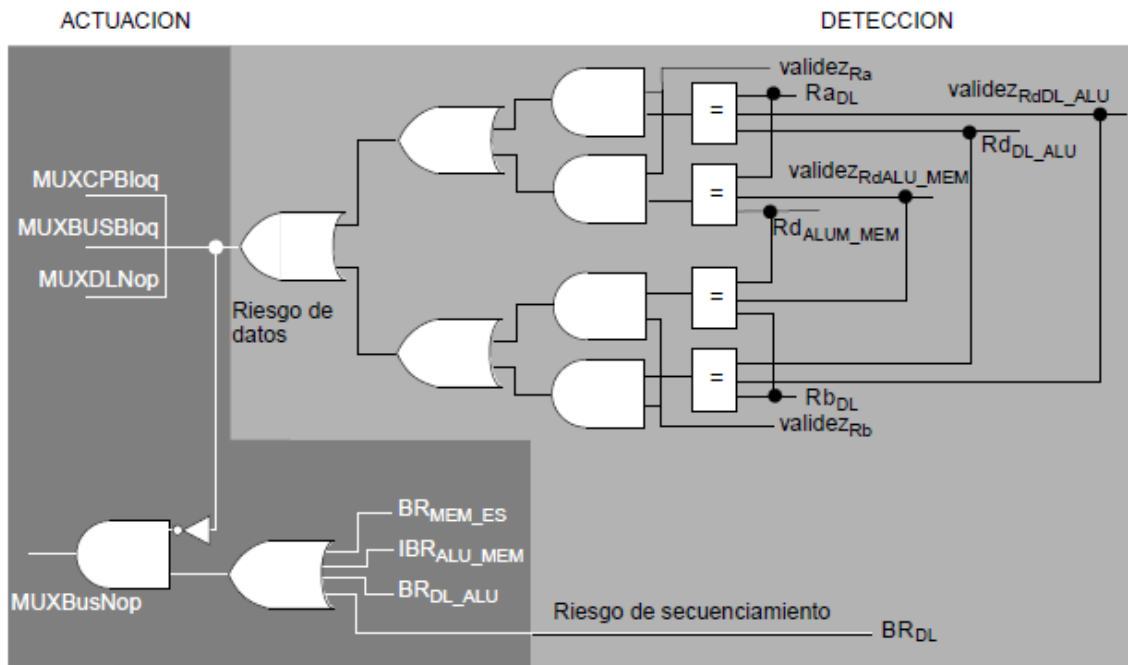 ACTUACION
DETECCION
validezRa
RaDL
validezRdDL_ALU
=
RdDL_ALU
validezRdALU_MEM
=
RdALUM_MEM
MUXCPBloq
MUXBUSBloq
MUXDLNop
Riesgo de
datos
=
=
RbDL
validezRb
BRMEM_ES
IBRALU_MEM
BRDL_ALU
MUXBusNop
Riesgo de secuenciamiento
BRDL